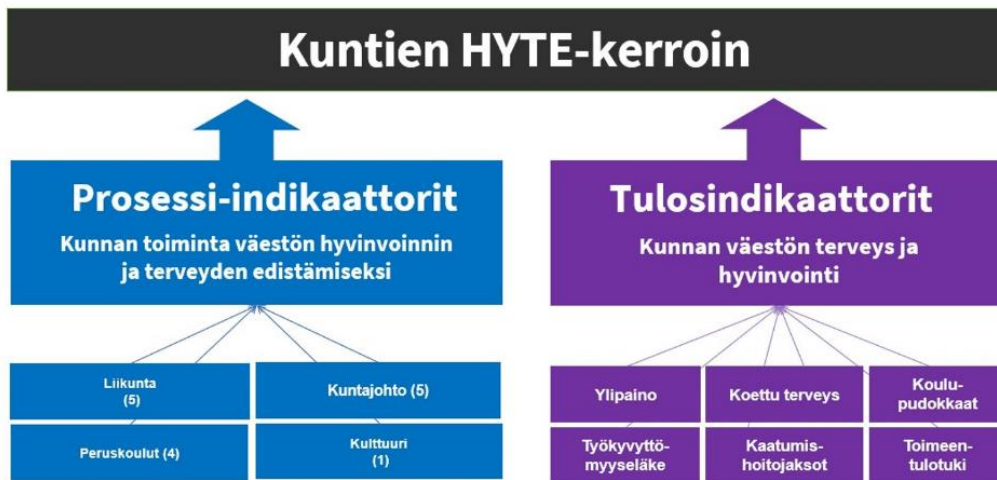 Kuntien HYTE-kerroin
Prosessi-indikaattorit
Kunnan toiminta väestön hyvinvoinnin
ja terveyden edistämiseksi
Liikunta
(5)
Kuntajohto (5)
Peruskoulut (4)
Kulttuuri
(1)
Tulosindikaattorit
Kunnan väestön terveys ja
hyvinvointi
Ylipaino
Koettu terveys
Koulu-
pudokkaat
Työkyvyttö-
myyseläke
Kaatumis-
hoitojaksot
Toimeen-
tulotuki